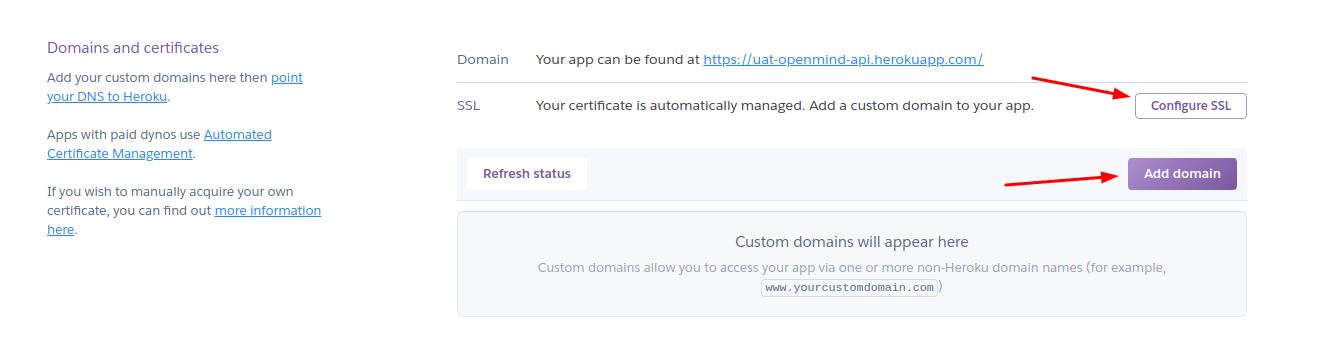 Domains and certificates
Add your custom domains here then point
your DNS to Heroku.
Apps with paid dynos use Automated
Certificate Management.
If you wish to manually acquire your own
certificate, you can find out more information
here.
Domain Your app can be found at https://uat-openmind-api.herokuapp.com/
SSL Your certificate is automatically managed. Add a custom domain to your app. Configure SSL
Refresh status Add domain
Custom domains will appear here
Custom domains allow you to access your app via one or more non-Heroku domain names (for example,
www.yourcustomdomain.com)